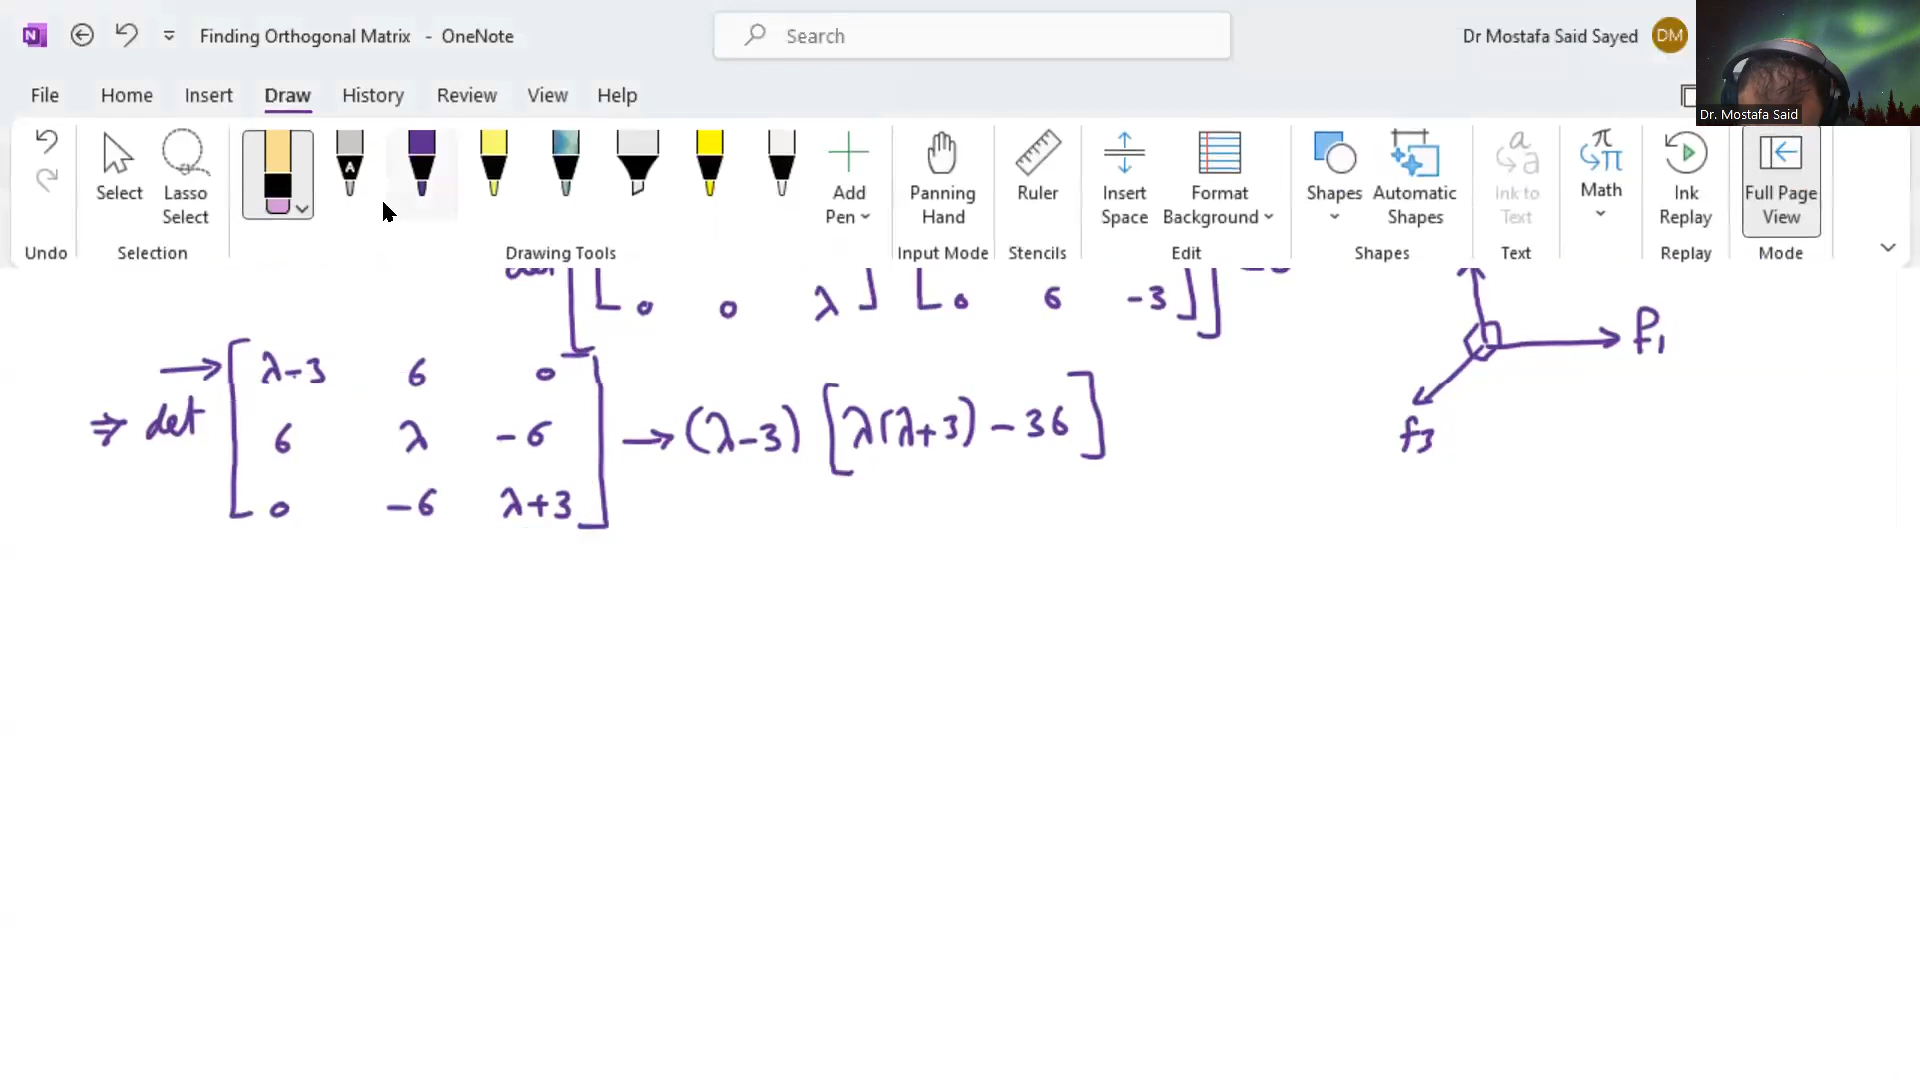 Finding Orthogonal Matrix - OneNote
Search
Dr Mostafa Said Sayed
DM
Dr. Mostafa Said
File Home Insert Draw History Review View Help
Select
Lasso Select
Add Pen
Panning Hand
Ruler
Insert Space
Format Background
Shapes
Automatic Shapes
Ink to Text
Math
Ink Replay
Full Page View
Undo Selection Drawing Tools Input Mode Stencils Edit Shapes Text Replay Mode
[ [ 0 0 λ ] [ 0 6 -3 ] ]
f₁
f₃
→ [ λ-3 6 0
⇒ det 6 λ -6 → (λ-3) [ λ(λ+3) - 36 ]
0 -6 λ+3 ]